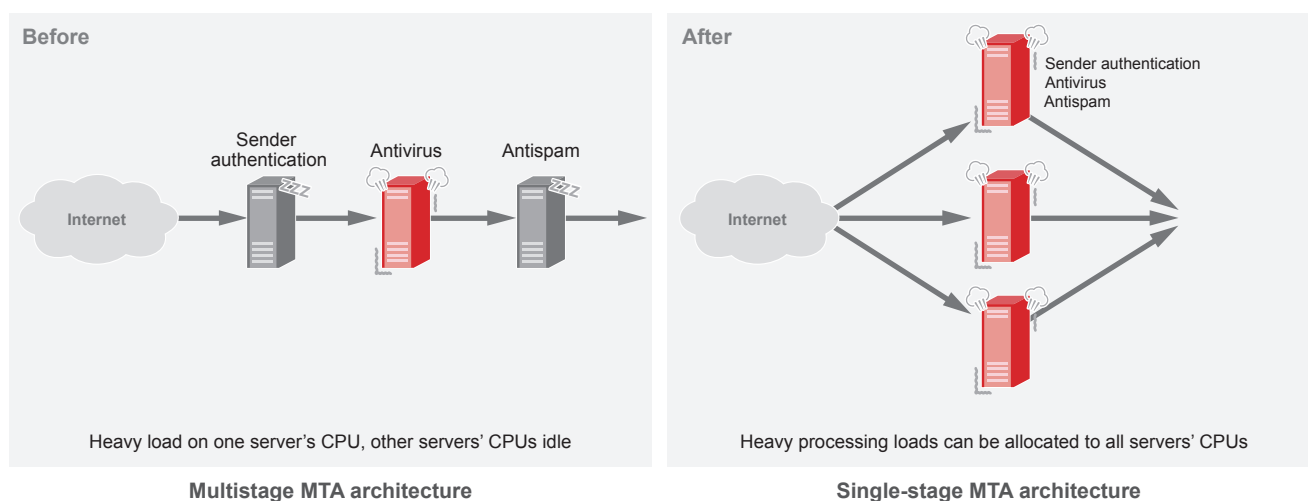 Before
Sender
authentication
Antivirus
Antispam
zzz
zzz
Internet
Heavy load on one server's CPU, other servers' CPUs idle
Multistage MTA architecture
After
Sender authentication
Antivirus
Antispam
Internet
Heavy processing loads can be allocated to all servers' CPUs
Single-stage MTA architecture